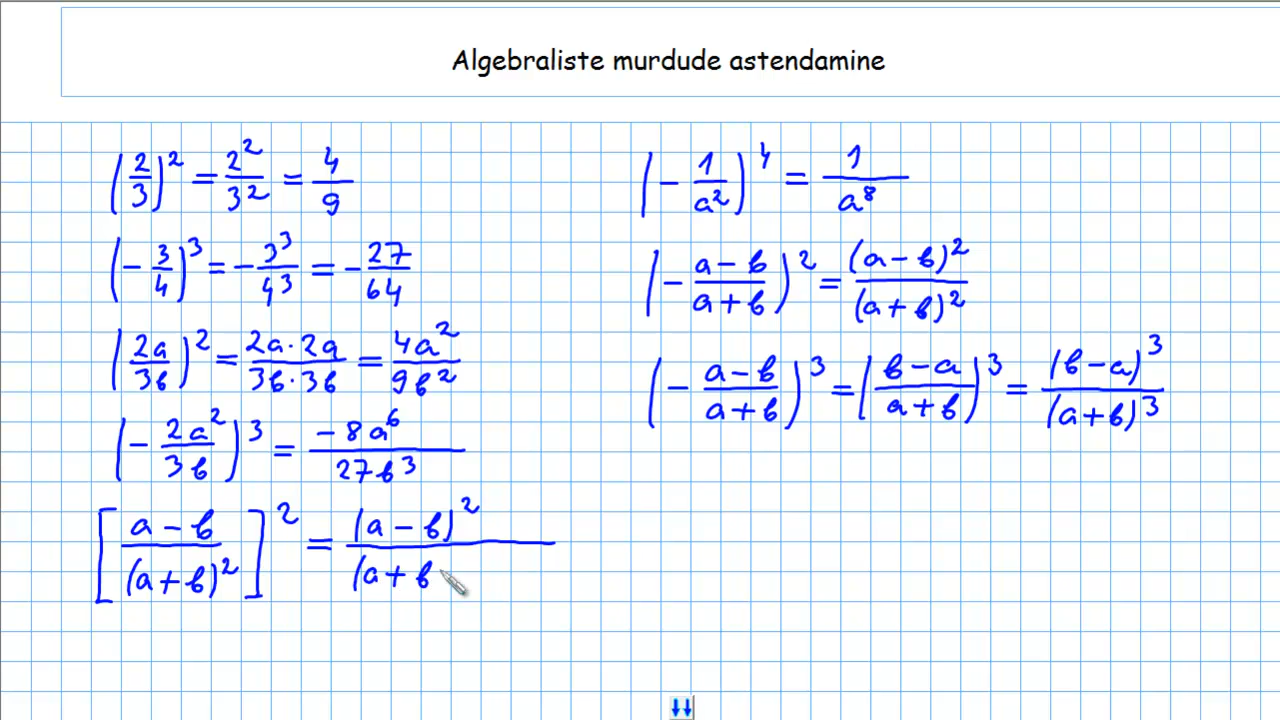 Algebraliste murdude astendamine
(2/3)² = 2²/3² = 4/9
(-3/4)³ = -3³/4³ = -27/64
(2a/3b)² = 2a·2a/3b·3b = 4a²/9b²
(-2a²/3b)³ = -8a⁶/27b³
[a-b/(a+b)²]² = (a-b)²/(a+b
(-1/a²)⁴ = 1/a⁸
(-a-b/a+b)² = (a-b)²/(a+b)²
(-a-b/a+b)³ = (b-a/a+b)³ = (b-a)³/(a+b)³